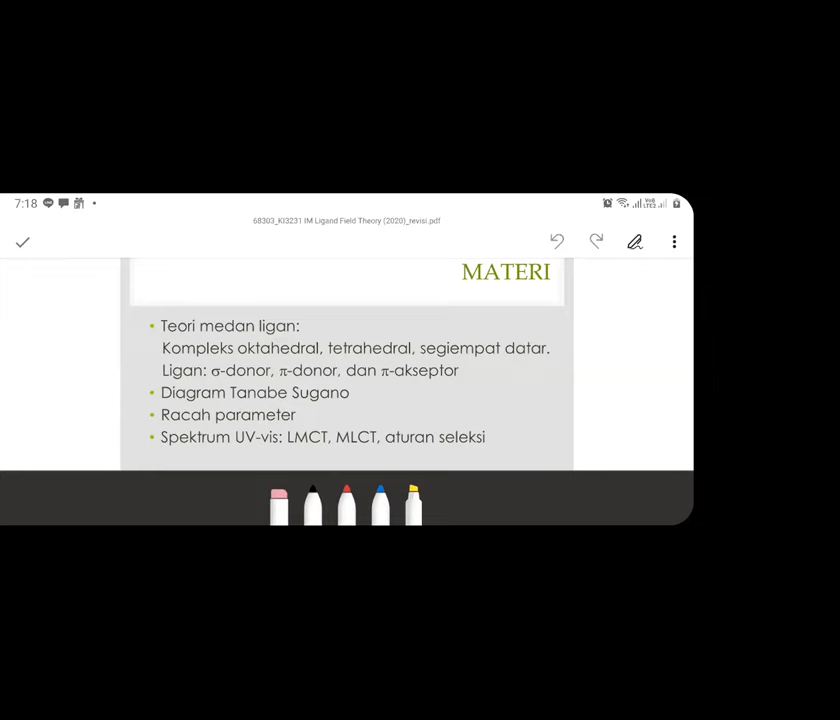 7:18
68303_KI3231 IM Ligand Field Theory (2020)_revisi.pdf
MATERI
• Teori medan ligan:
Kompleks oktahedral, tetrahedral, segiempat datar.
Ligan: σ-donor, π-donor, dan π-akseptor
• Diagram Tanabe Sugano
• Racah parameter
• Spektrum UV-vis: LMCT, MLCT, aturan seleksi